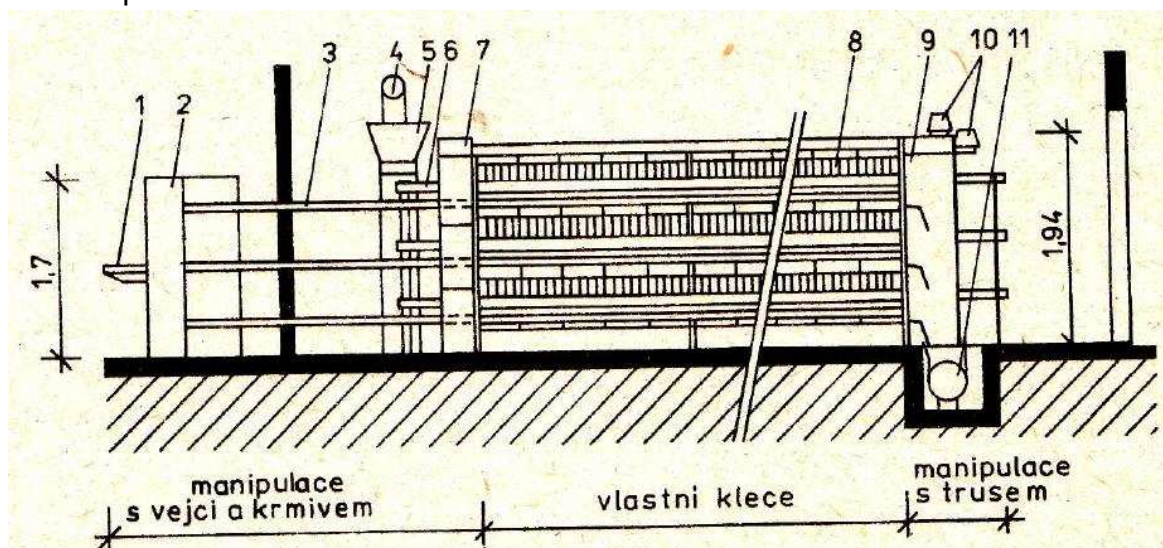 1
2
3
4
5
6
7
8
9
10
11
1,7
1,94
manipulace
s vejci a krmivem
vlastni klece
manipulace
s trusem